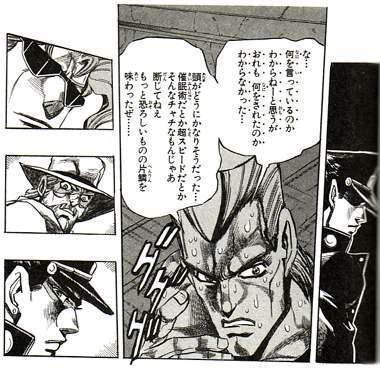 な…
何を言っているのか
わからねーと思うが
おれも何をされたのか
わからなかった…
頭がどうにかなりそうだった…
催眠術だとか超スピードだとか
そんなチャチなもんじゃあ
断じてねえ
もっと恐ろしいものの片鱗を
味わったぜ……
ガガガ